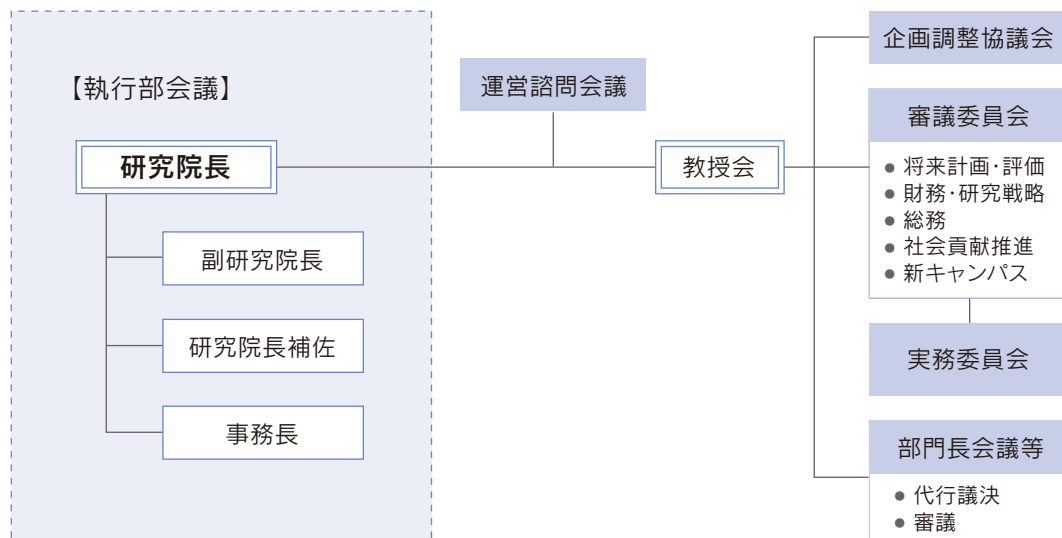 【執行部会議】
研究院長
副研究院長
研究院長補佐
事務長
運営諮問会議
教授会
企画調整協議会
審議委員会
● 将来計画・評価
● 財務・研究戦略
● 総務
● 社会貢献推進
● 新キャンパス
実務委員会
部門長会議等
● 代行議決
● 審議